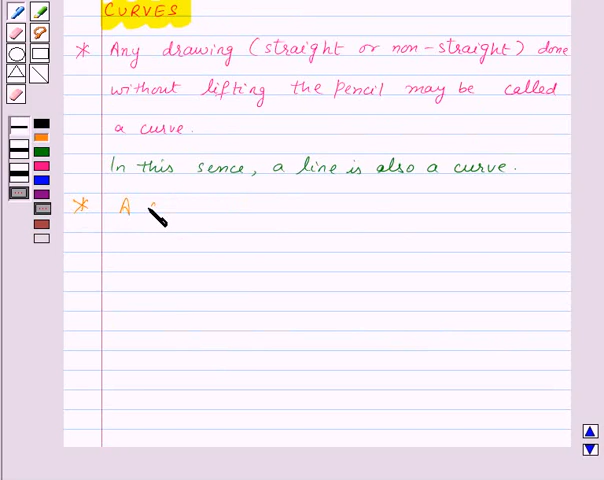 CURVES
* Any drawing (straight or non-straight) done
without lifting the pencil may be called
a curve.
In this sence, a line is also a curve.
* A